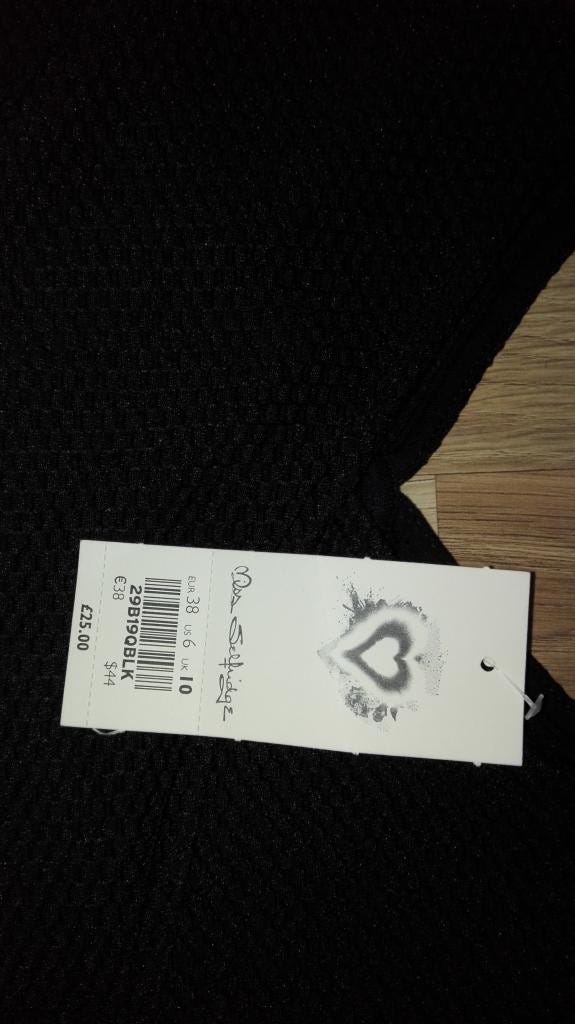 Miss Selfridge
EUR 38 US 6 UK 10
29B19QBLK
€38 $44
£25.00